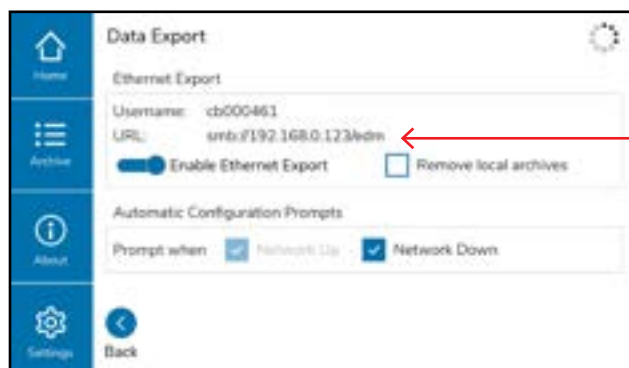 Home
Archive
About
Settings
Data Export
Ethernet Export
Username: cb000461
URL: smb://192.168.0.123/edm
Enable Ethernet Export
Remove local archives
Automatic Configuration Prompts
Prompt when
Network Up
Network Down
Back